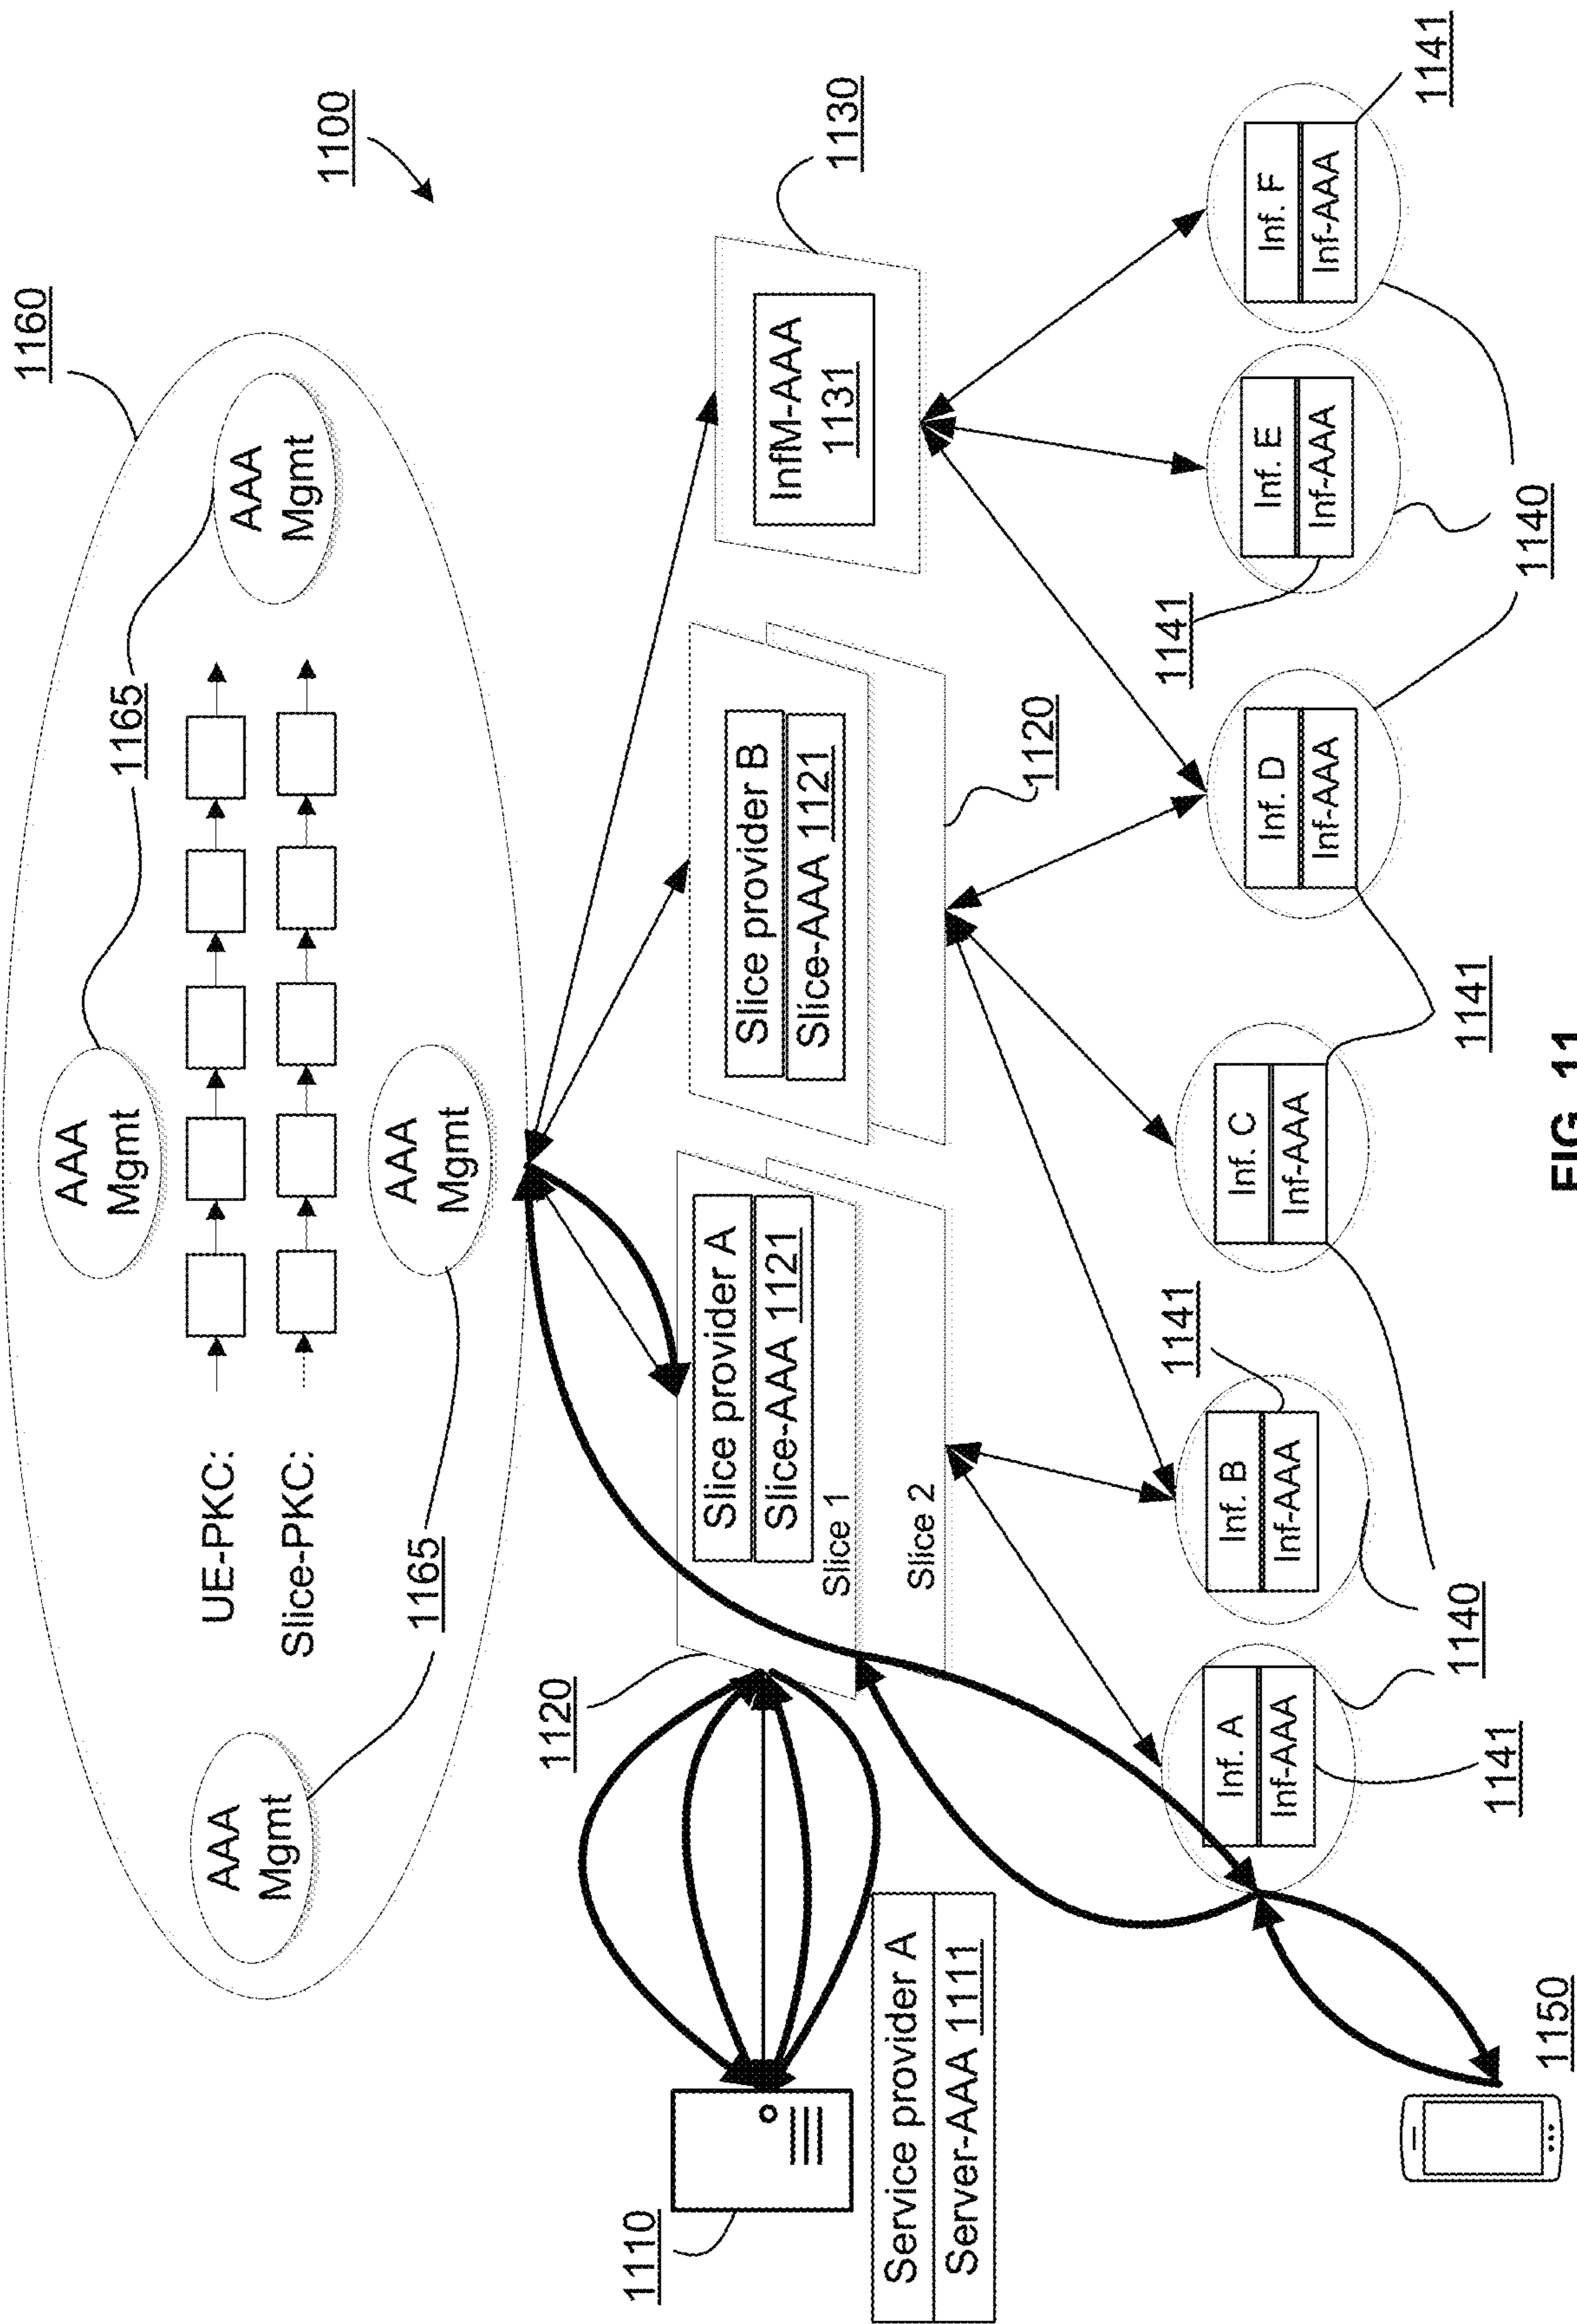 1160
1100
1165
AAA
Mgmt
AAA
Mgmt
AAA
Mgmt
AAA
Mgmt
1165
UE-PKC:
Slice-PKC:
1110
1120
Service provider A
Server-AAA 1111
Slice provider A
Slice-AAA 1121
Slice 1
Slice 2
Slice provider B
Slice-AAA 1121
1120
InfM-AAA
1131
1130
Inf. A
Inf-AAA
1141
Inf. B
Inf-AAA
1141
1140
Inf. C
Inf-AAA
1141
Inf. D
Inf-AAA
1141
Inf. E
Inf-AAA
1140
Inf. F
Inf-AAA
1141
1150
FIG. 11